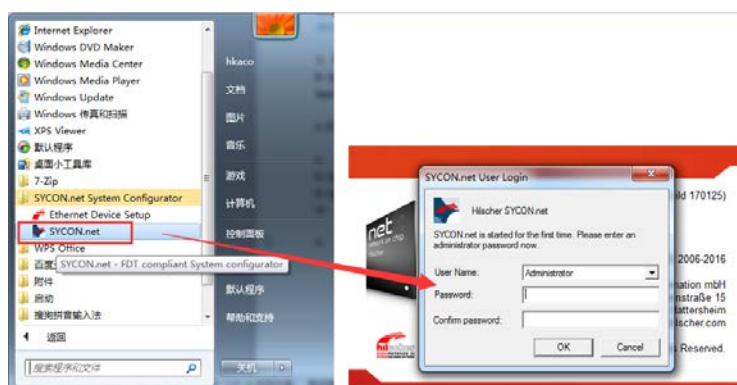 Internet Explorer
Windows DVD Maker
Windows Media Center
Windows Media Player
Windows Update
Windows 传真和扫描
XPS Viewer
默认程序
桌面小工具库
7-Zip
SYCON.net System Configurator
Ethernet Device Setup
SYCON.net
WPS Office
SYCON.net - FDT compliant System configurator
附件
启动
搜狗拼音输入法
返回
搜索程序和文件
hkaco
文档
图片
音乐
游戏
计算机
控制面板
默认程序
帮助和支持
关机
SYCON.net User Login
Hilscher SYCON.net
SYCON.net is started for the first time. Please enter an
administrator password now.
User Name:
Administrator
Password:
Confirm password:
OK
Cancel
net
network on chip
hilscher
ld 170125)
2006-2016
mation mbH
nstraße 15
lattersheim
lscher.com
s Reserved.